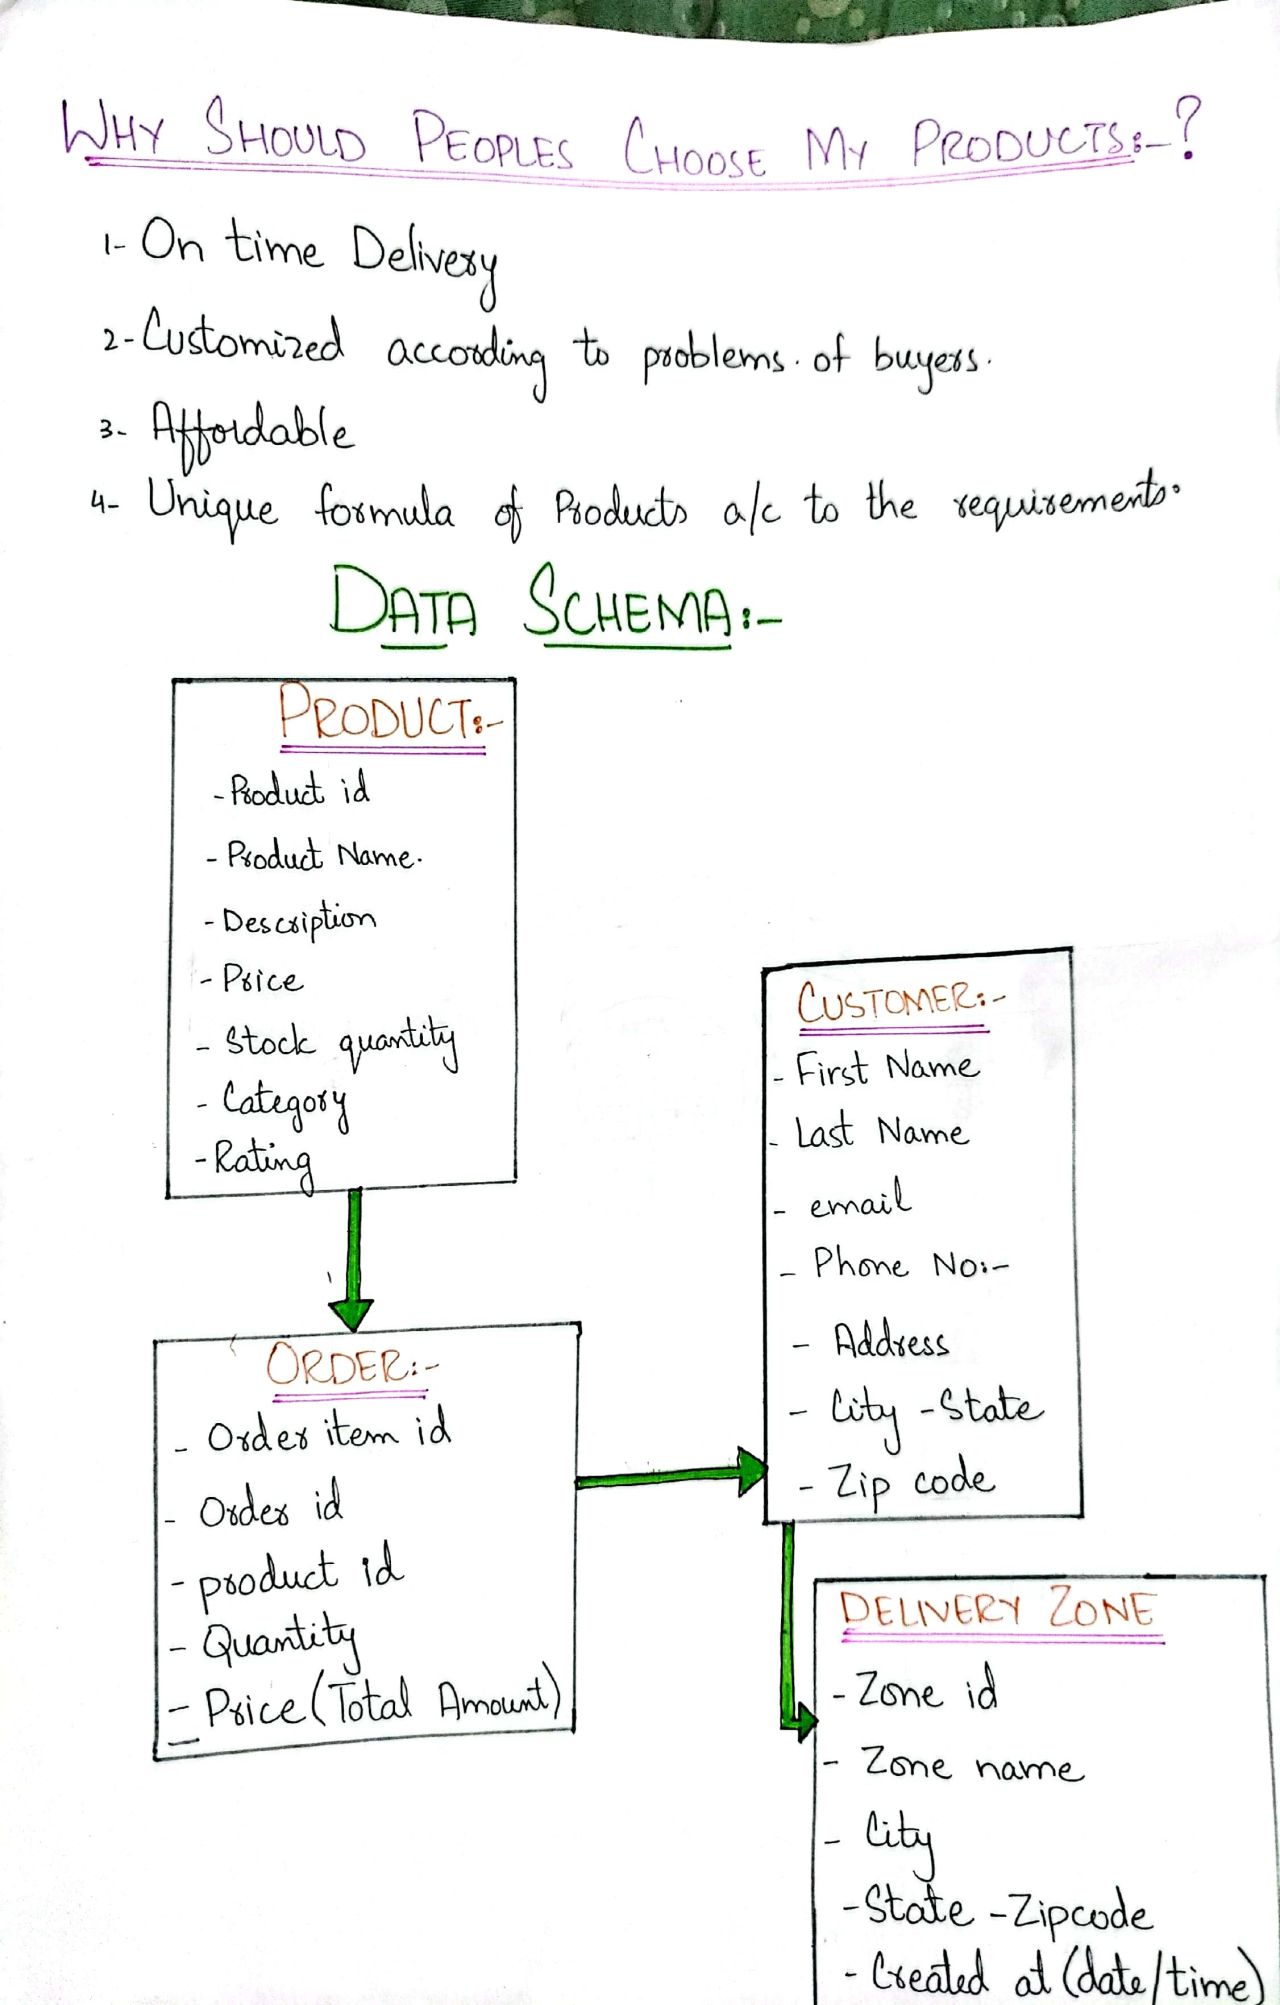 WHY SHOULD PEOPLES CHOOSE MY PRODUCTS:-?
1- On time Delivery
2- Customized according to problems. of buyers.
3- Affordable
4- Unique formula of Products a/c to the requirements.
DATA SCHEMA:-
PRODUCT:-
- Product id
- Product Name.
- Description
- Price
- Stock quantity
- Category
- Rating
ORDER:-
- Order item id
- Order id
- product id
- Quantity
- Price (Total Amount)
CUSTOMER:-
- First Name
- Last Name
- email
- Phone No:-
- Address
- City - State
- Zip code
DELIVERY ZONE
- Zone id
- Zone name
- City
- State - Zipcode
- Created at (date/time)